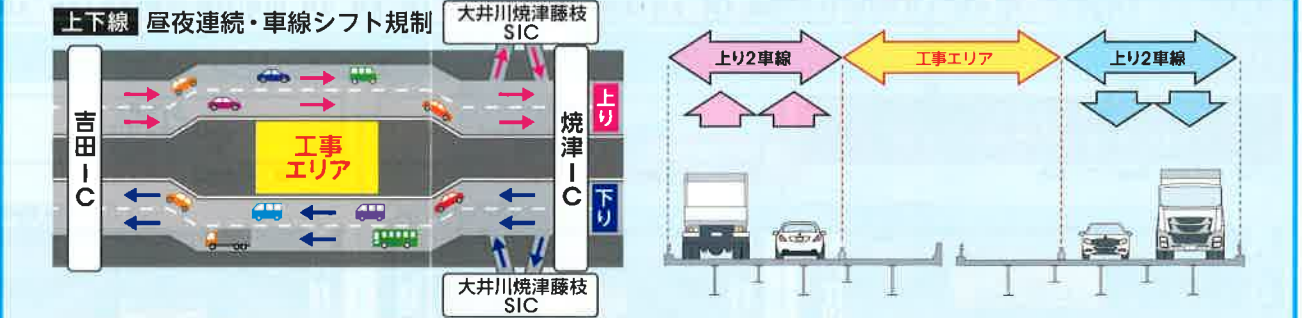 上下線 昼夜連続・車線シフト規制
大井川焼津藤枝
SIC
吉田IC
工事
エリア
焼津IC
上り
下り
大井川焼津藤枝
SIC
上り2車線
工事エリア
上り2車線